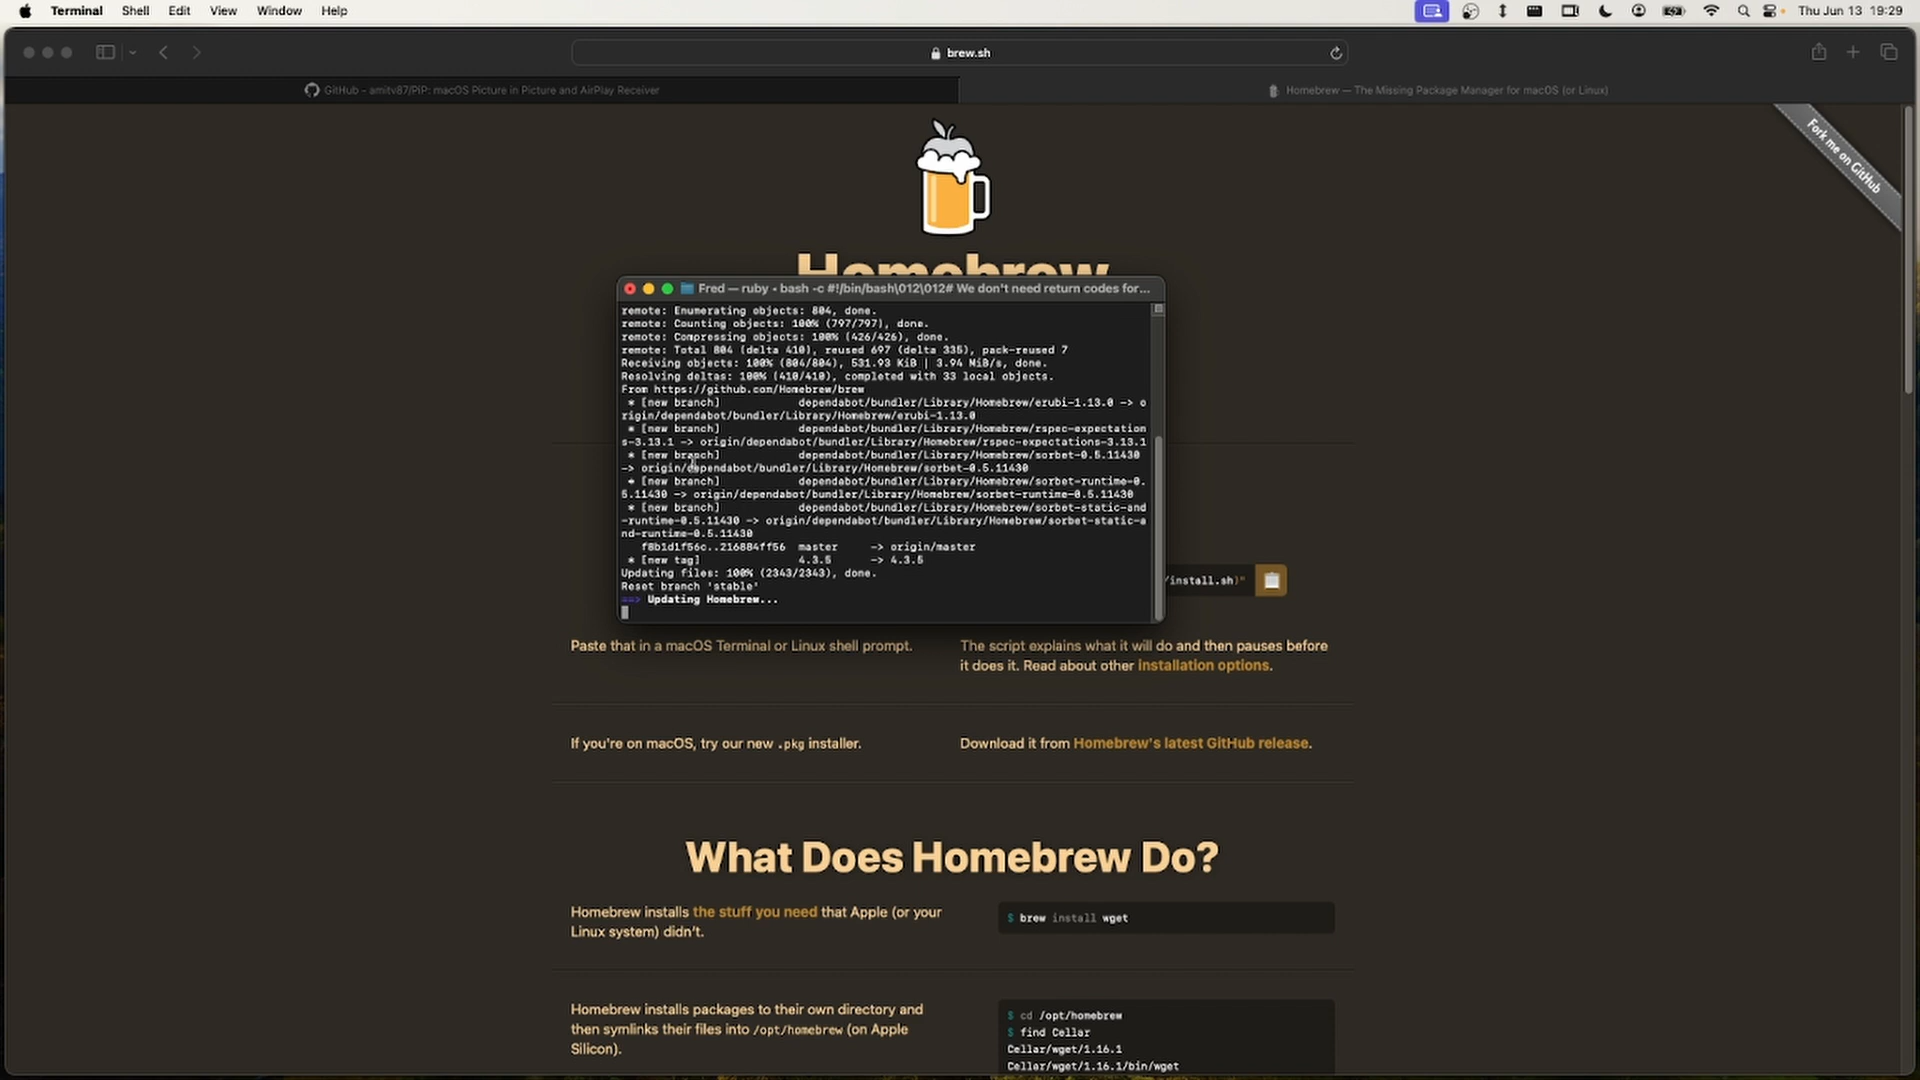 Terminal Shell Edit View Window Help Thu Jun 13 19:29
brew.sh
GitHub - amitv87/PiP: macOS Picture in Picture and AirPlay Receiver
Homebrew — The Missing Package Manager for macOS (or Linux)
Fork me on GitHub
Homebrew
Fred — ruby • bash -c #!/bin/bash\012\012# We don't need return codes for...
remote: Enumerating objects: 804, done.
remote: Counting objects: 100% (797/797), done.
remote: Compressing objects: 100% (426/426), done.
remote: Total 804 (delta 410), reused 697 (delta 335), pack-reused 7
Receiving objects: 100% (804/804), 531.93 KiB | 3.94 MiB/s, done.
Resolving deltas: 100% (410/410), completed with 33 local objects.
From https://github.com/Homebrew/brew
* [new branch] dependabot/bundler/Library/Homebrew/erubi-1.13.0 -> o
rigin/dependabot/bundler/Library/Homebrew/erubi-1.13.0
* [new branch] dependabot/bundler/Library/Homebrew/rspec-expectation
s-3.13.1 -> origin/dependabot/bundler/Library/Homebrew/rspec-expectations-3.13.1
* [new branch] dependabot/bundler/Library/Homebrew/sorbet-0.5.11430
-> origin/dependabot/bundler/Library/Homebrew/sorbet-0.5.11430
* [new branch] dependabot/bundler/Library/Homebrew/sorbet-runtime-0.
5.11430 -> origin/dependabot/bundler/Library/Homebrew/sorbet-runtime-0.5.11430
* [new branch] dependabot/bundler/Library/Homebrew/sorbet-static-and
-runtime-0.5.11430 -> origin/dependabot/bundler/Library/Homebrew/sorbet-static-a
nd-runtime-0.5.11430
f8b1d1f56c..216884ff56 master -> origin/master
* [new tag] 4.3.5 -> 4.3.5
Updating files: 100% (2343/2343), done.
Reset branch 'stable'
==> Updating Homebrew...
/install.sh)"
Paste that in a macOS Terminal or Linux shell prompt.
The script explains what it will do and then pauses before
it does it. Read about other installation options.
If you're on macOS, try our new .pkg installer.
Download it from Homebrew's latest GitHub release.
What Does Homebrew Do?
Homebrew installs the stuff you need that Apple (or your
Linux system) didn't.
$ brew install wget
Homebrew installs packages to their own directory and
then symlinks their files into /opt/homebrew (on Apple
Silicon).
$ cd /opt/homebrew
$ find Cellar
Cellar/wget/1.16.1
Cellar/wget/1.16.1/bin/wget